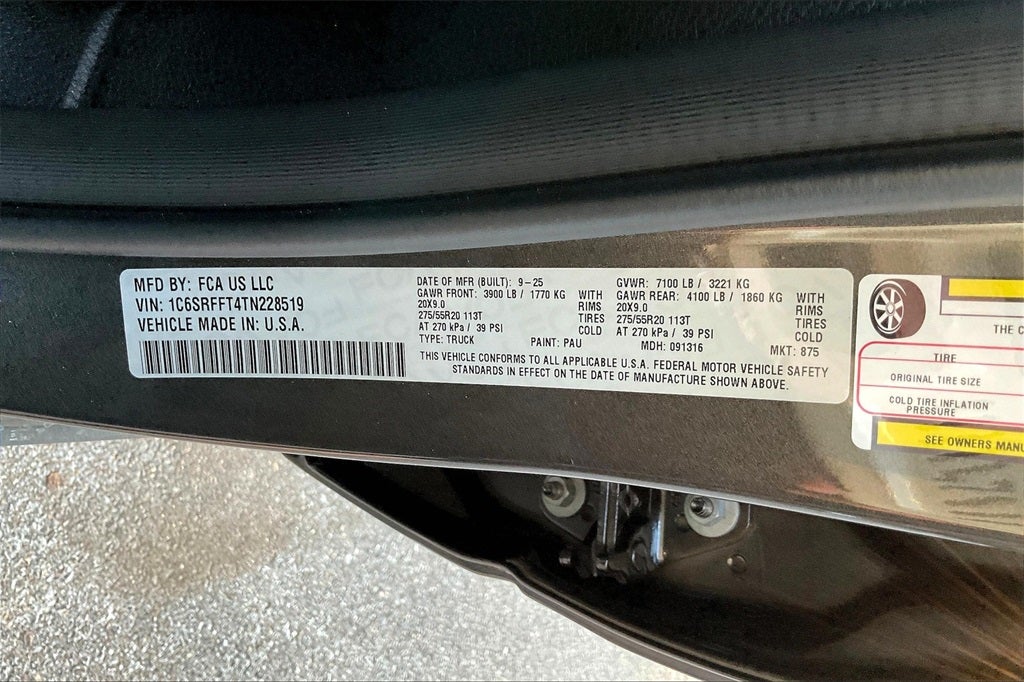 MFD BY: FCA US LLC
VIN: 1C6SRFFT4TN228519
VEHICLE MADE IN: U.S.A.
DATE OF MFR (BUILT): 9-25
GAWR FRONT: 3900 LB / 1770 KG WITH
20X9.0 RIMS
275/55R20 113T TIRES
AT 270 kPa / 39 PSI COLD
TYPE: TRUCK PAINT: PAU
GVWR: 7100 LB / 3221 KG
GAWR REAR: 4100 LB / 1860 KG WITH
20X9.0 RIMS
275/55R20 113T TIRES
AT 270 kPa / 39 PSI COLD
MDH: 091316 MKT: 875
THIS VEHICLE CONFORMS TO ALL APPLICABLE U.S.A. FEDERAL MOTOR VEHICLE SAFETY
STANDARDS IN EFFECT ON THE DATE OF MANUFACTURE SHOWN ABOVE.
THE C
TIRE
ORIGINAL TIRE SIZE
COLD TIRE INFLATION
PRESSURE
SEE OWNERS MANU